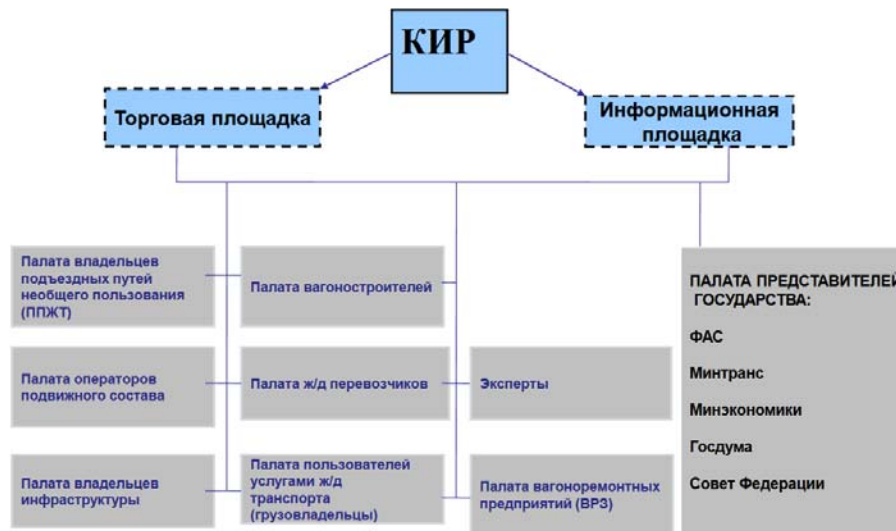 КИР
Торговая площадка
Информационная
площадка
Палата владельцев
подъездных путей
необщего пользования
(ППЖТ)
Палата вагоностроителей
Палата операторов
подвижного состава
Палата ж/д перевозчиков
Эксперты
Палата владельцев
инфраструктуры
Палата пользователей
услугами ж/д
транспорта
(грузовладельцы)
Палата вагоноремонтных
предприятий (ВРЗ)
ПАЛАТА ПРЕДСТАВИТЕЛЕЙ
ГОСУДАРСТВА:
ФАС
Минтранс
Минэкономики
Госдума
Совет Федерации